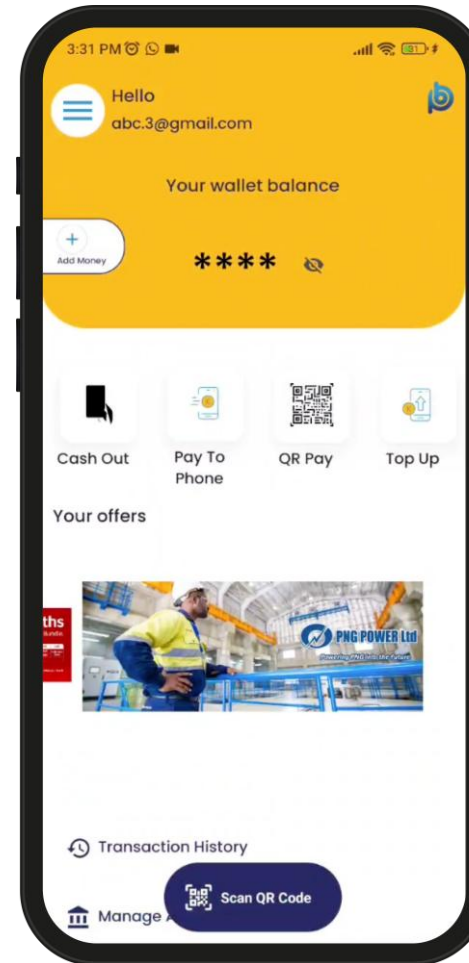 3:31 PM
Hello
abc.3@gmail.com
Your wallet balance
Add Money
****
Cash Out
Pay To
Phone
QR Pay
Top Up
Your offers
ths
PNG POWER Ltd
Powering PNG into the Future
Transaction History
Scan QR Code
Manage